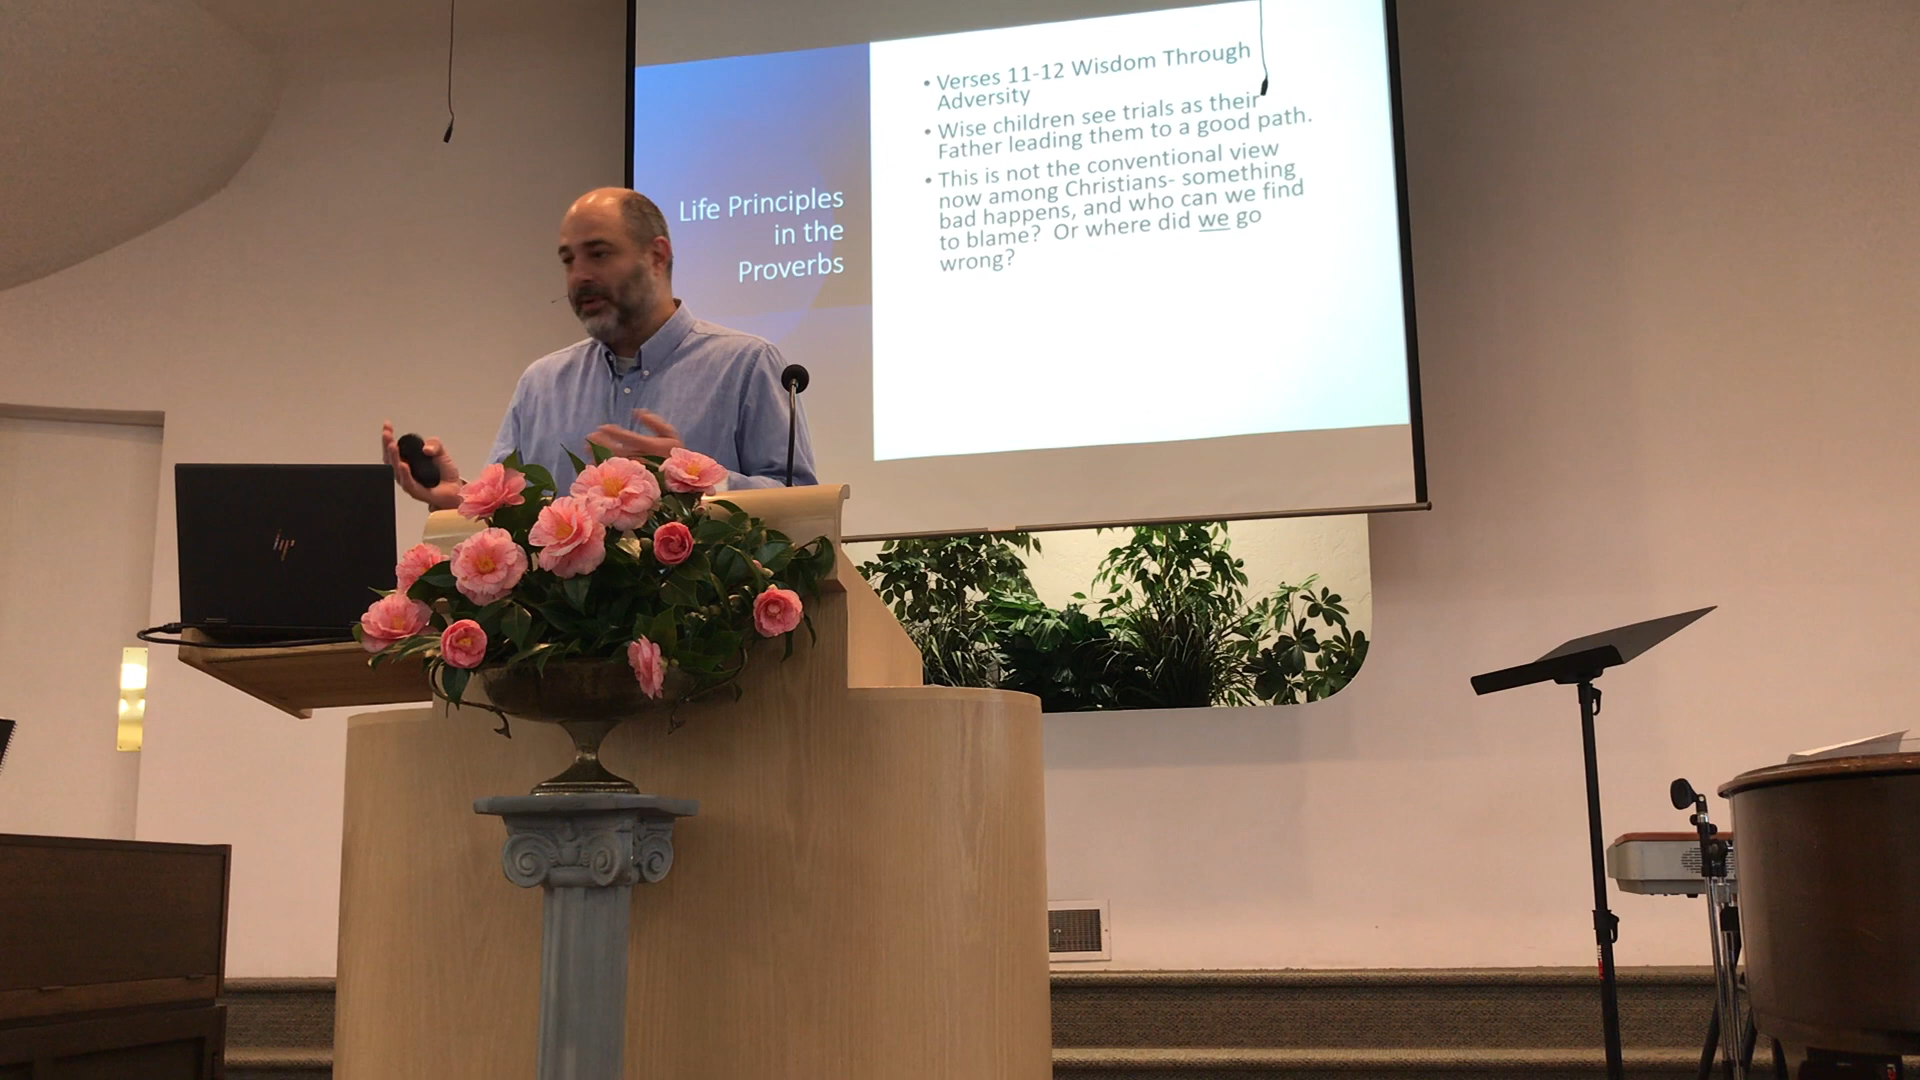 Life Principles
in the
Proverbs
• Verses 11-12 Wisdom Through
Adversity
• Wise children see trials as their
Father leading them to a good path.
• This is not the conventional view
now among Christians- something
bad happens, and who can we find
to blame? Or where did we go
wrong?
hp